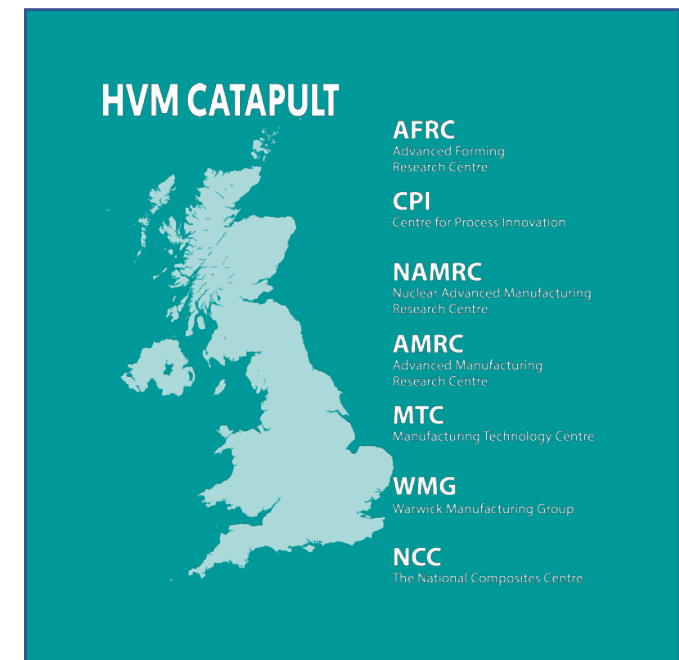 HVM CATAPULT
AFRC
Advanced Forming
Research Centre
CPI
Centre for Process Innovation
NAMRC
Nuclear Advanced Manufacturing
Research Centre
AMRC
Advanced Manufacturing
Research Centre
MTC
Manufacturing Technology Centre
WMG
Warwick Manufacturing Group
NCC
The National Composites Centre